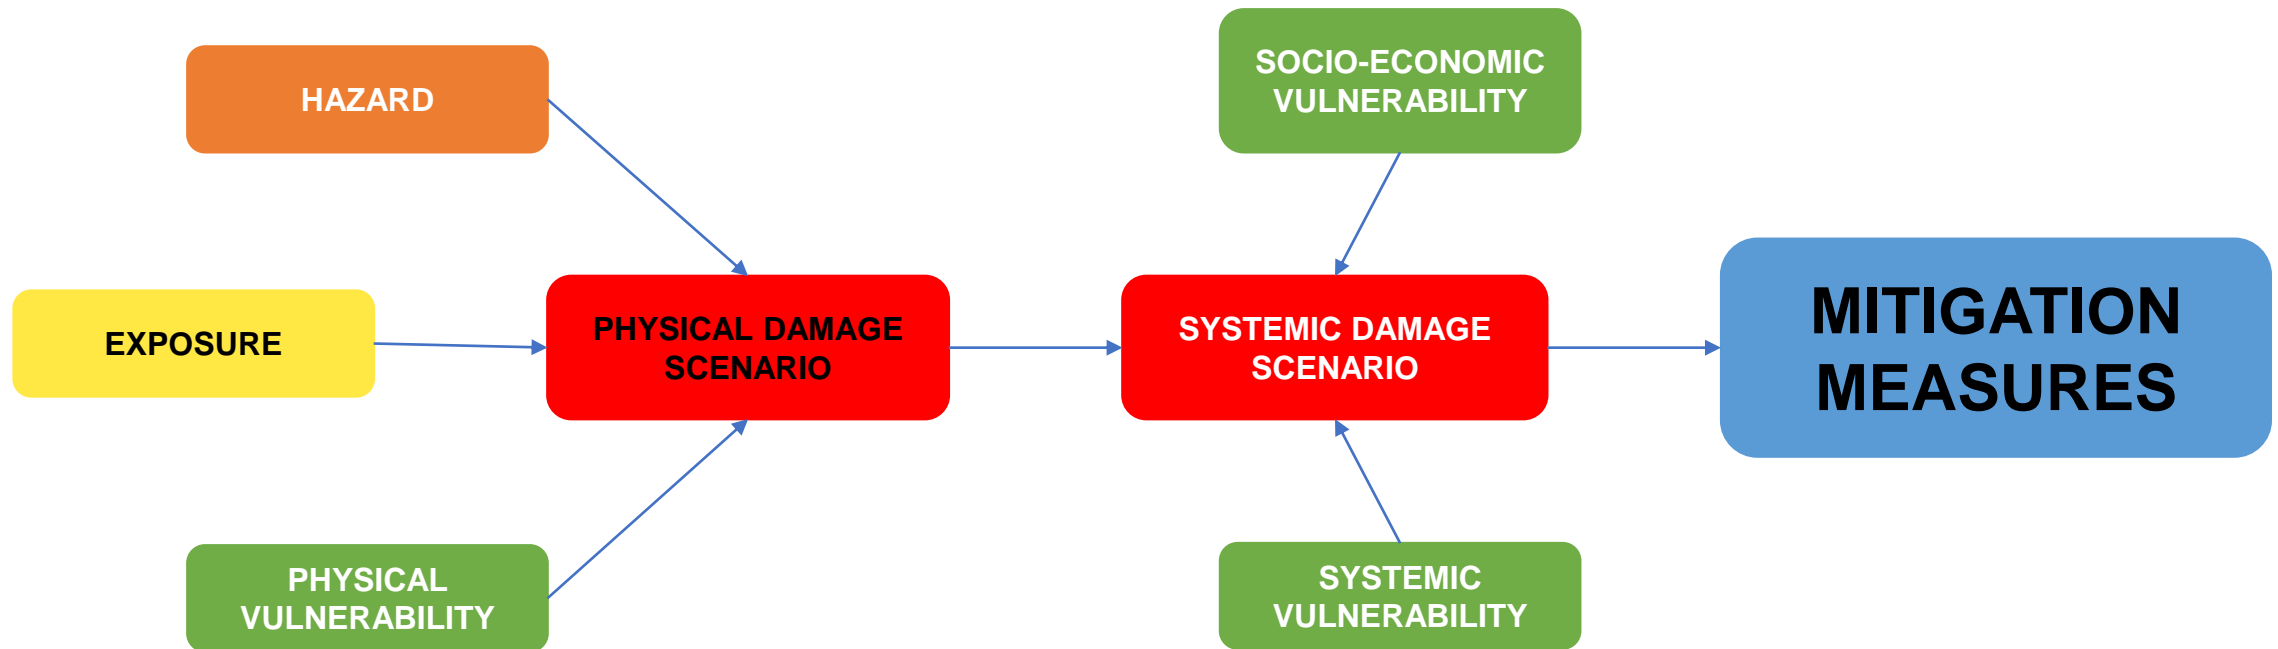 HAZARD
EXPOSURE
PHYSICAL
VULNERABILITY
PHYSICAL DAMAGE
SCENARIO
SOCIO-ECONOMIC
VULNERABILITY
SYSTEMIC DAMAGE
SCENARIO
SYSTEMIC
VULNERABILITY
MITIGATION
MEASURES